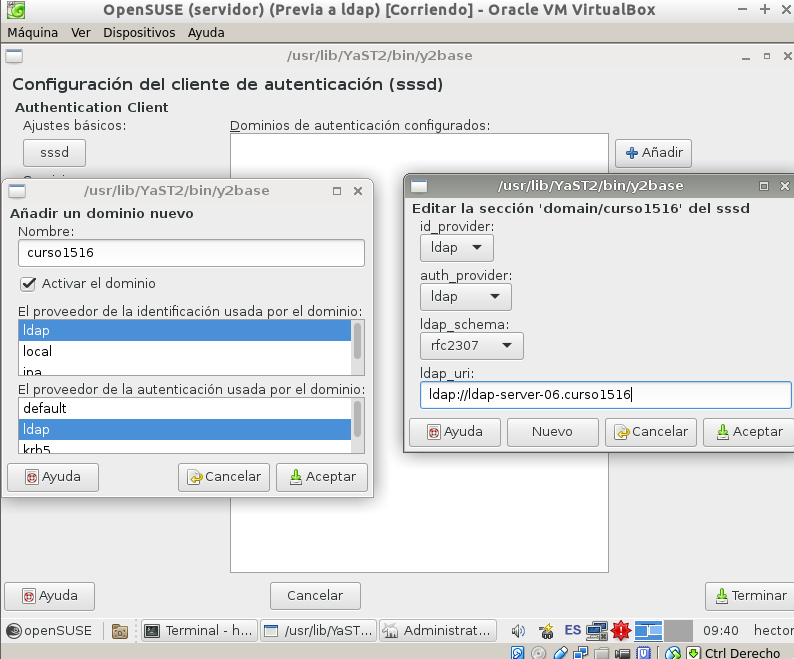 OpenSUSE (servidor) (Previa a ldap) [Corriendo] - Oracle VM VirtualBox
Máquina Ver Dispositivos Ayuda
/usr/lib/YaST2/bin/y2base
Configuración del cliente de autenticación (sssd)
Authentication Client
Ajustes básicos:
Dominios de autenticación configurados:
sssd
Añadir
/usr/lib/YaST2/bin/y2base
Añadir un dominio nuevo
Nombre:
curso1516
Activar el dominio
El proveedor de la identificación usada por el dominio:
ldap
local
ipa
El proveedor de la autenticación usada por el dominio:
default
ldap
krb5
Ayuda Cancelar Aceptar
/usr/lib/YaST2/bin/y2base
Editar la sección 'domain/curso1516' del sssd
id_provider:
ldap
auth_provider:
ldap
ldap_schema:
rfc2307
ldap_uri:
ldap://ldap-server-06.curso1516
Ayuda Nuevo Cancelar Aceptar
Ayuda Cancelar Terminar
openSUSE Terminal - h... /usr/lib/YaST... Administrat... ES 09:40 hector
Ctrl Derecho